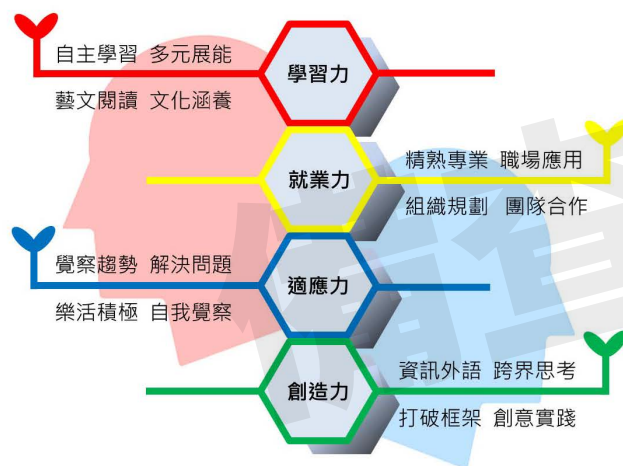 自主學習 多元展能
學習力
藝文閱讀 文化涵養
精熟專業 職場應用
就業力
組織規劃 團隊合作
覺察趨勢 解決問題
適應力
樂活積極 自我覺察
資訊外語 跨界思考
創造力
打破框架 創意實踐
備查